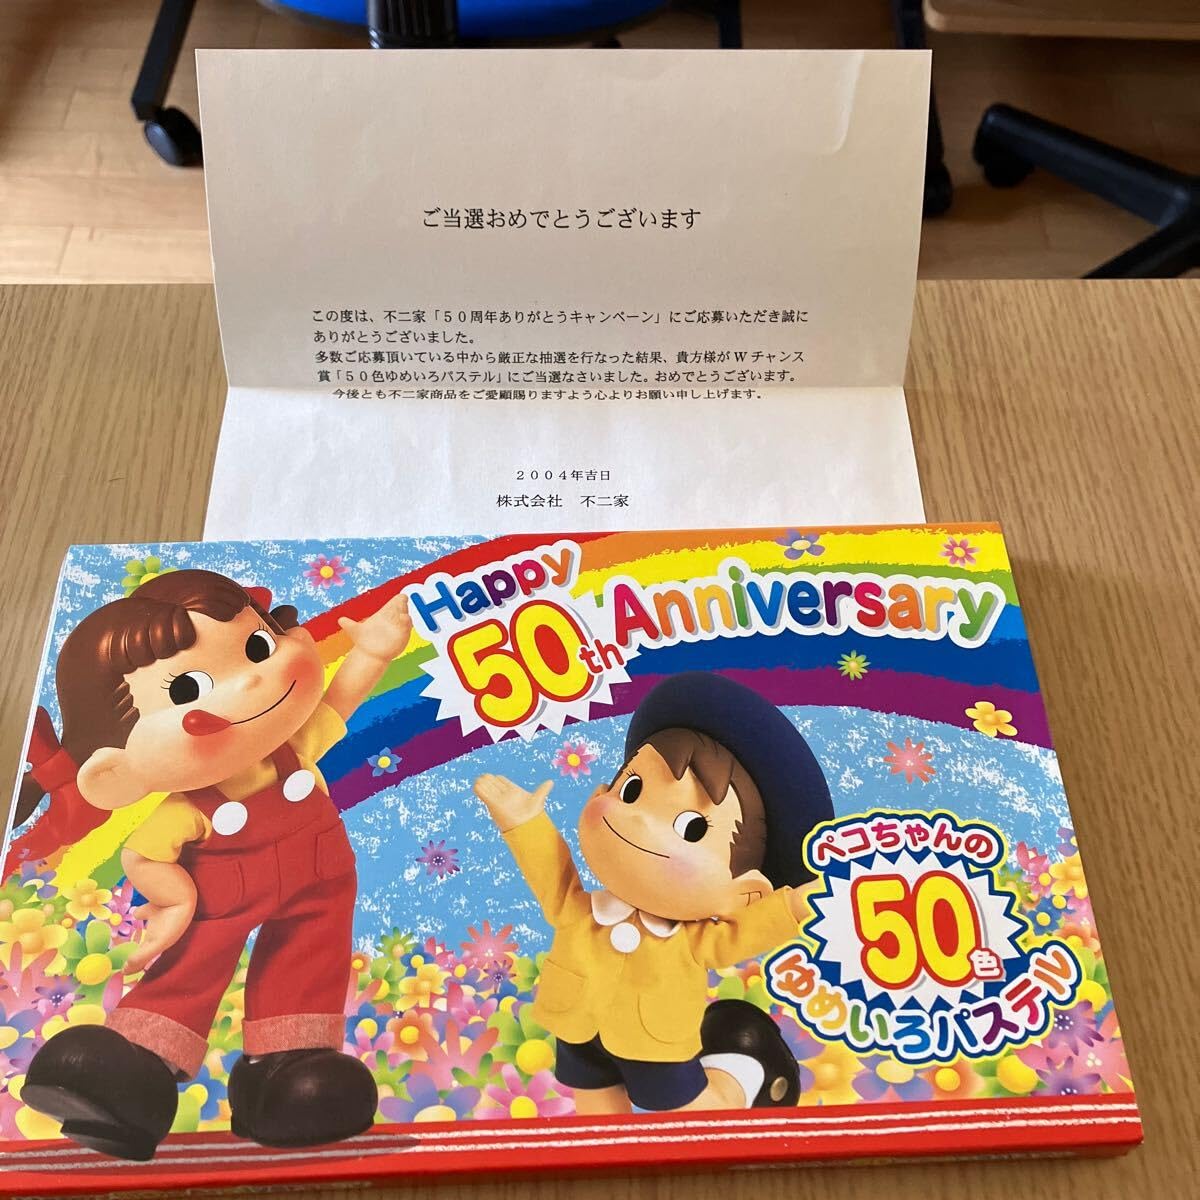 ご当選おめでとうございます
この度は、不二家「５０周年ありがとうキャンペーン」にご応募いただき誠に
ありがとうございました。
多数ご応募頂いている中から厳正な抽選を行なった結果、貴方様がＷチャンス
賞「５０色ゆめいろパステル」にご当選なさいました。おめでとうございます。
今後とも不二家商品をご愛顧賜りますよう心よりお願い申し上げます。
２００４年吉日
株式会社　不二家
Happy
50th Anniversary
ペコちゃんの
50色
ゆめいろパステル